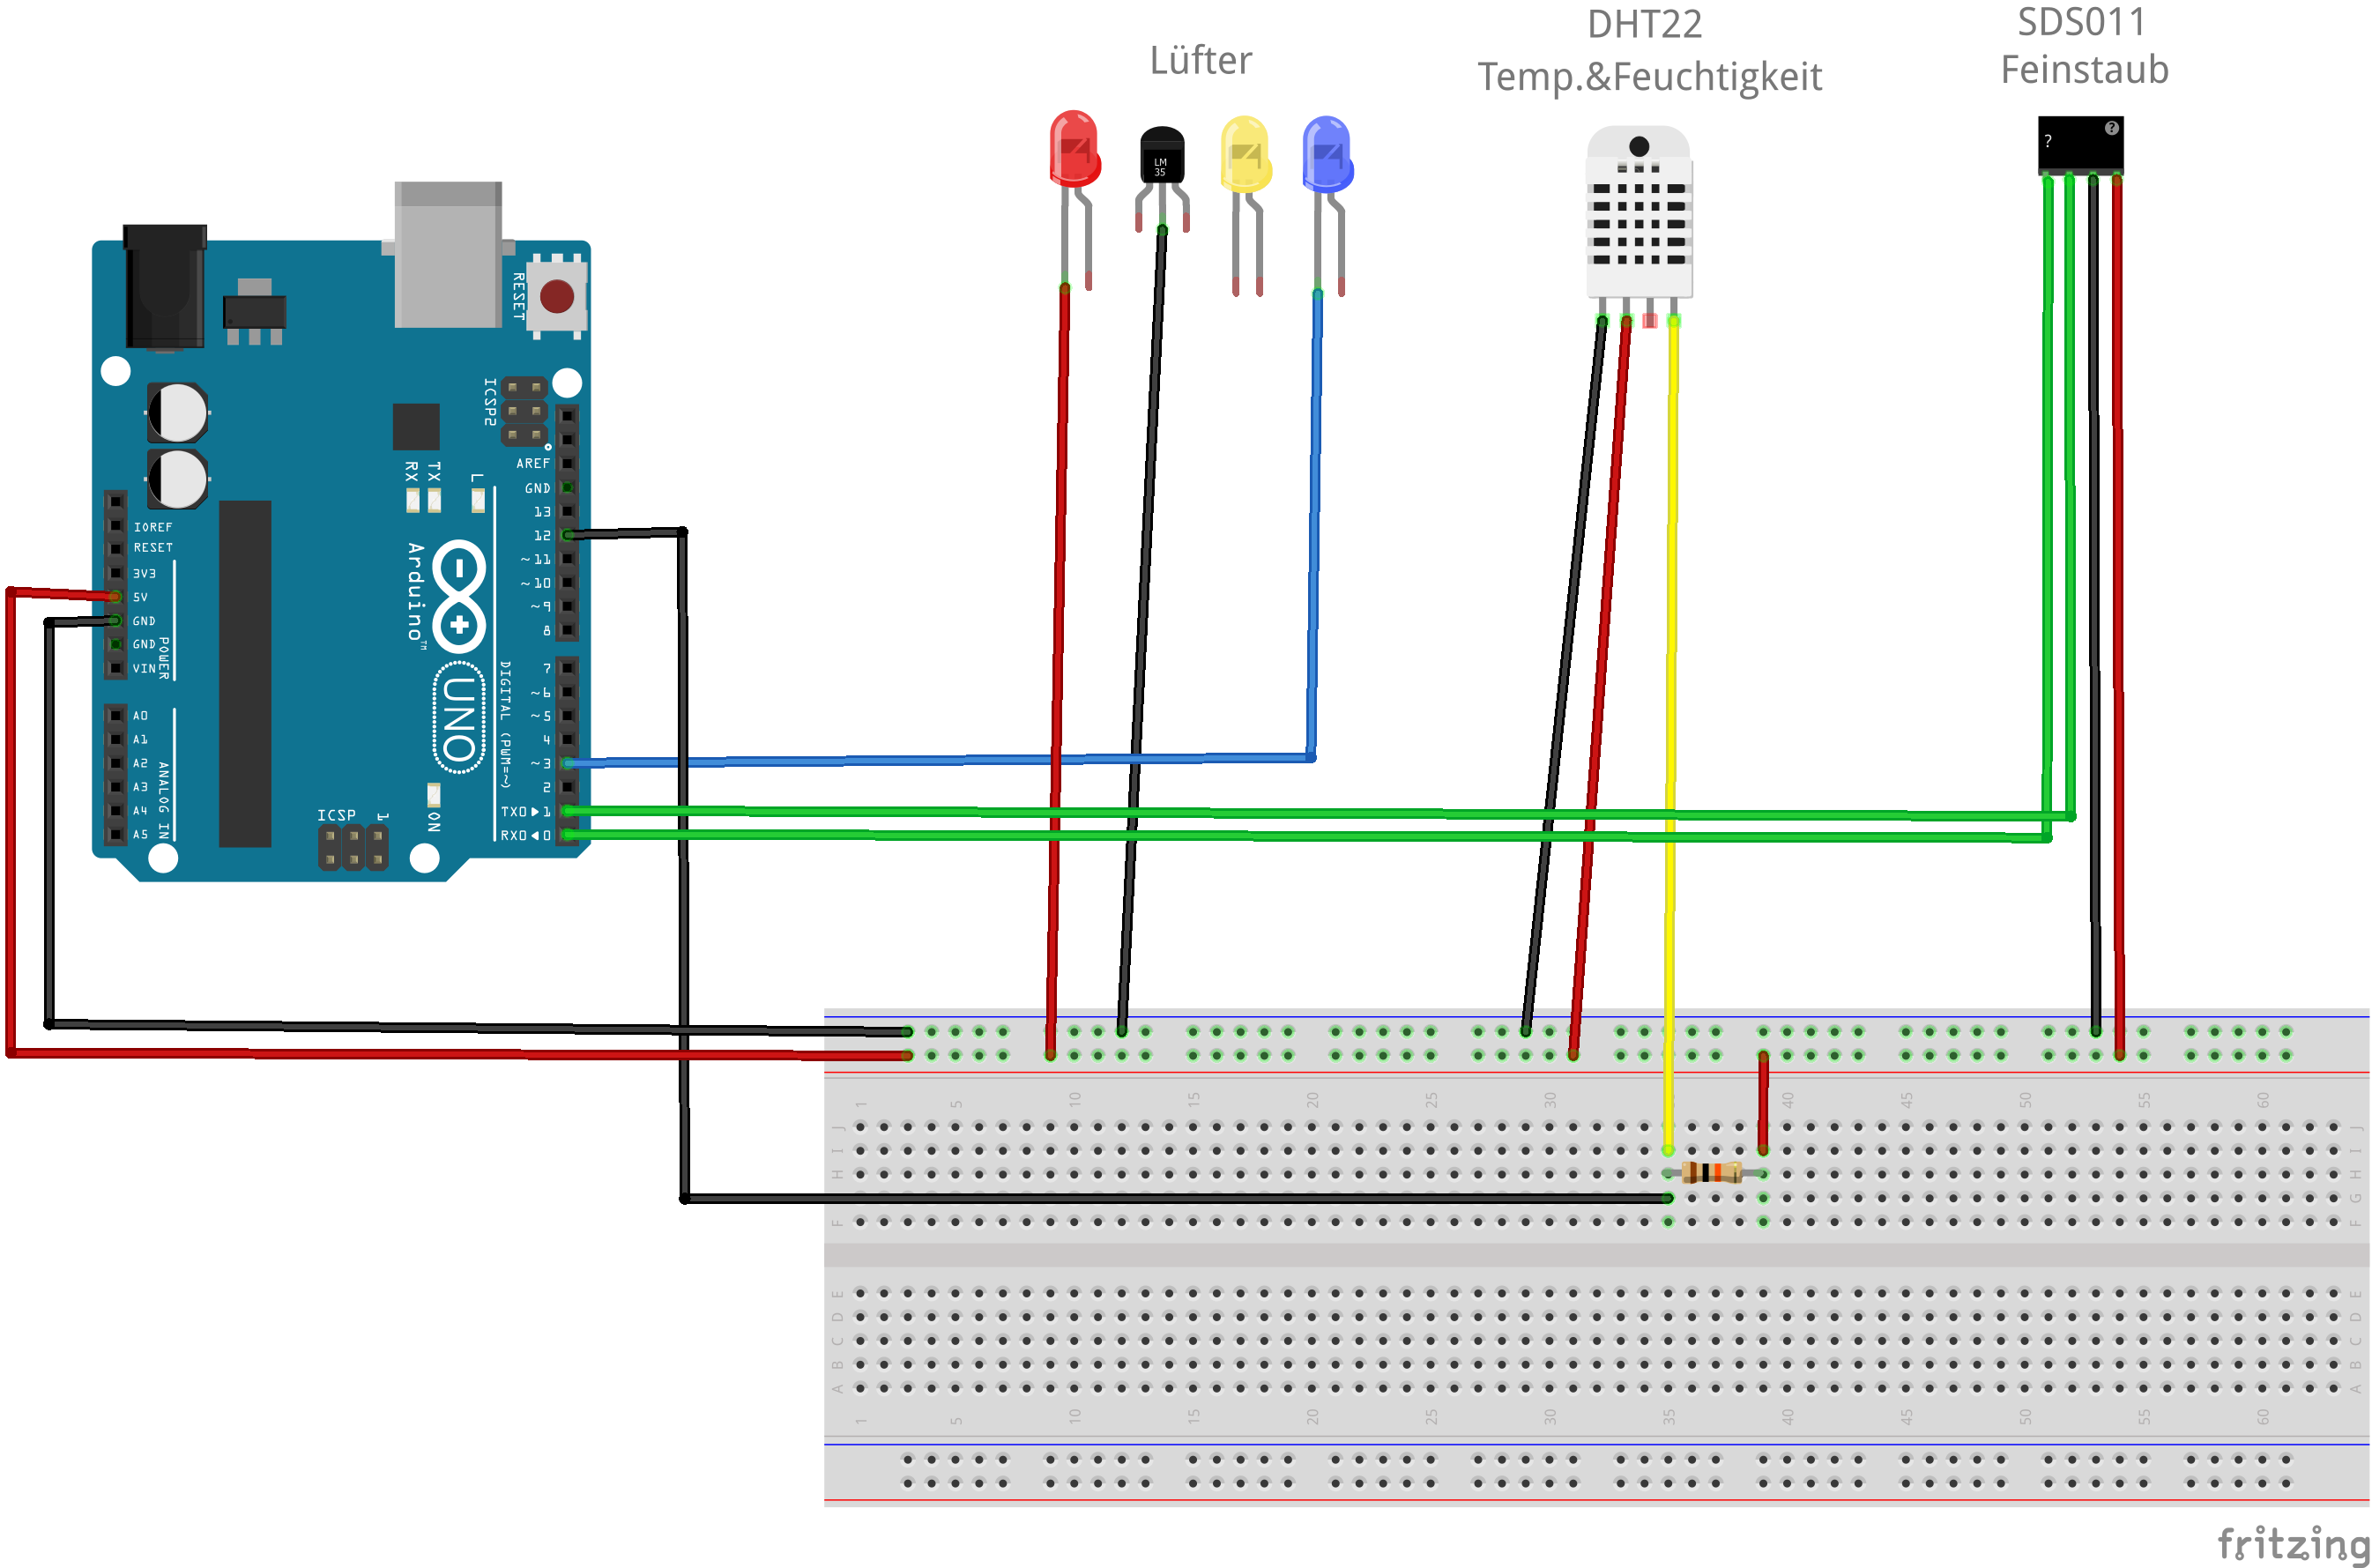 Lüfter
DHT22
Temp.&Feuchtigkeit
SDS011
Feinstaub
LM
35
?
?
RESET
ICSP2
AREF
GND
13
12
~11
~10
~9
8
7
~6
~5
4
~3
2
TX0▶1
RX0◀0
RX
TX
L
IOREF
RESET
3V3
5V
GND
GND
VIN
POWER
A0
A1
A2
A3
A4
A5
ANALOG IN
Arduino™
UNO
DIGITAL (PWM=~)
ICSP
1
ON
1 5 10 15 20 25 30 40 45 50 55 60
J J
I I
H H
G
F F
E E
D D
C C
B B
A A
1 5 10 15 20 25 30 35 40 45 50 55 60
fritzing